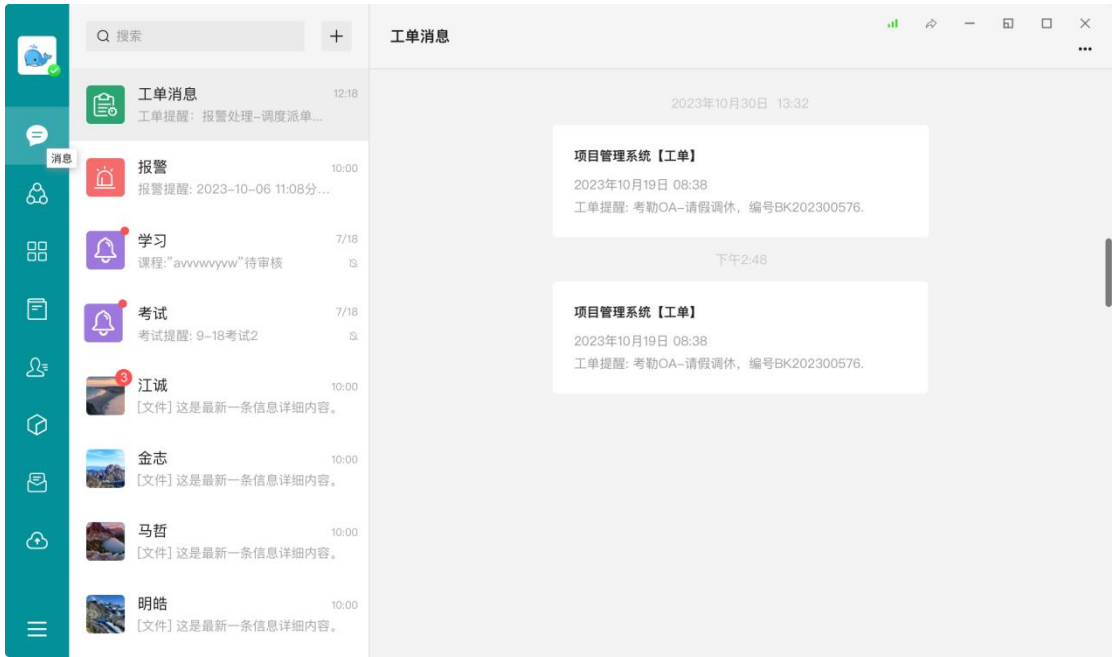 搜索
工单消息
12:18
工单提醒：报警处理-调度派单...
消息
报警
10:00
报警提醒: 2023-10-06 11:08分...
学习
7/18
课程:"avvvwvyvw"待审核
考试
7/18
考试提醒: 9-18考试2
3
江诚
10:00
[文件] 这是最新一条信息详细内容。
金志
10:00
[文件] 这是最新一条信息详细内容。
马哲
10:00
[文件] 这是最新一条信息详细内容。
明皓
10:00
[文件] 这是最新一条信息详细内容。
工单消息
2023年10月30日 13:32
项目管理系统【工单】
2023年10月19日 08:38
工单提醒: 考勤OA-请假调休，编号BK202300576.
下午2:48
项目管理系统【工单】
2023年10月19日 08:38
工单提醒: 考勤OA-请假调休，编号BK202300576.